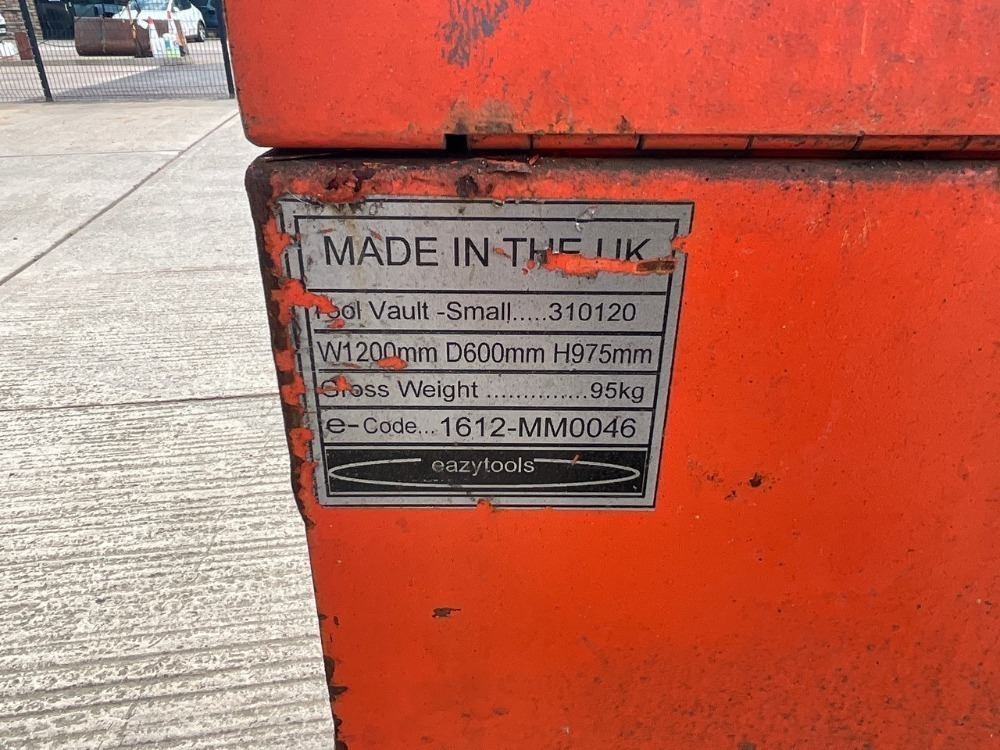 MADE IN THE UK
Tool Vault -Small.....310120
W1200mm D600mm H975mm
Gross Weight ..............95kg
e-Code... 1612-MM0046
eazytools